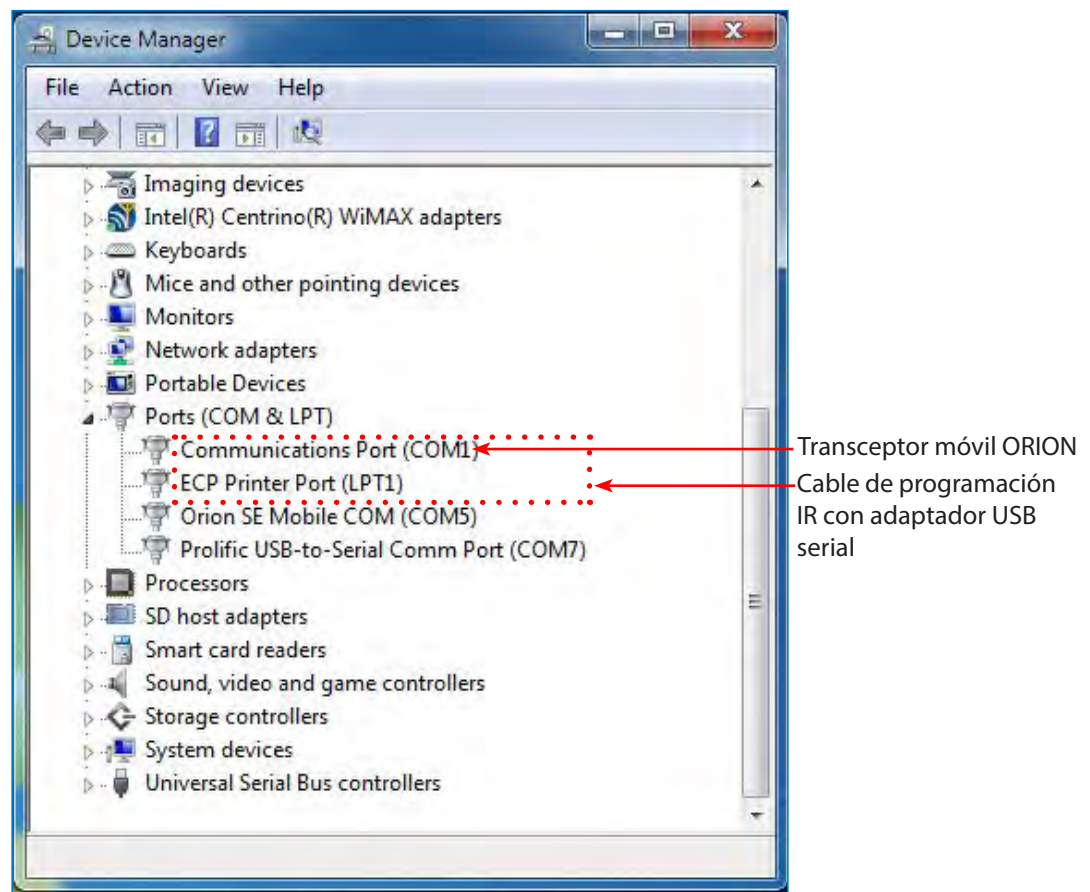 Device Manager
File Action View Help
Imaging devices
Intel(R) Centrino(R) WiMAX adapters
Keyboards
Mice and other pointing devices
Monitors
Network adapters
Portable Devices
Ports (COM & LPT)
Communications Port (COM1)
ECP Printer Port (LPT1)
Orion SE Mobile COM (COM5)
Prolific USB-to-Serial Comm Port (COM7)
Processors
SD host adapters
Smart card readers
Sound, video and game controllers
Storage controllers
System devices
Universal Serial Bus controllers
Transceptor móvil ORION
Cable de programación
IR con adaptador USB
serial